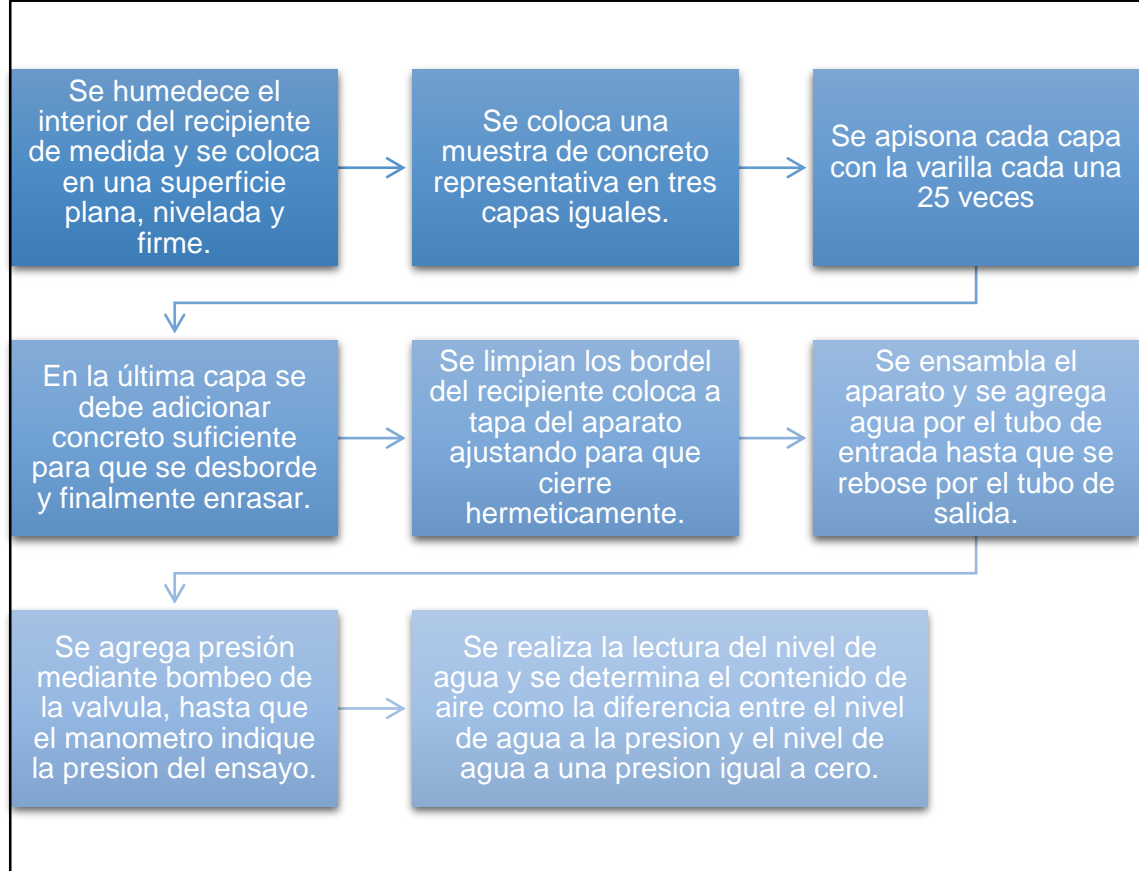 Se humedece el
interior del recipiente
de medida y se coloca
en una superficie
plana, nivelada y
firme.
Se coloca una
muestra de concreto
representativa en tres
capas iguales.
Se apisona cada capa
con la varilla cada una
25 veces
En la última capa se
debe adicionar
concreto suficiente
para que se desborde
y finalmente enrasar.
Se limpian los bordel
del recipiente coloca a
tapa del aparato
ajustando para que
cierre
hermeticamente.
Se ensambla el
aparato y se agrega
agua por el tubo de
entrada hasta que se
rebose por el tubo de
salida.
Se agrega presión
mediante bombeo de
la valvula, hasta que
el manometro indique
la presion del ensayo.
Se realiza la lectura del nivel de
agua y se determina el contenido de
aire como la diferencia entre el nivel
de agua a la presion y el nivel de
agua a una presion igual a cero.